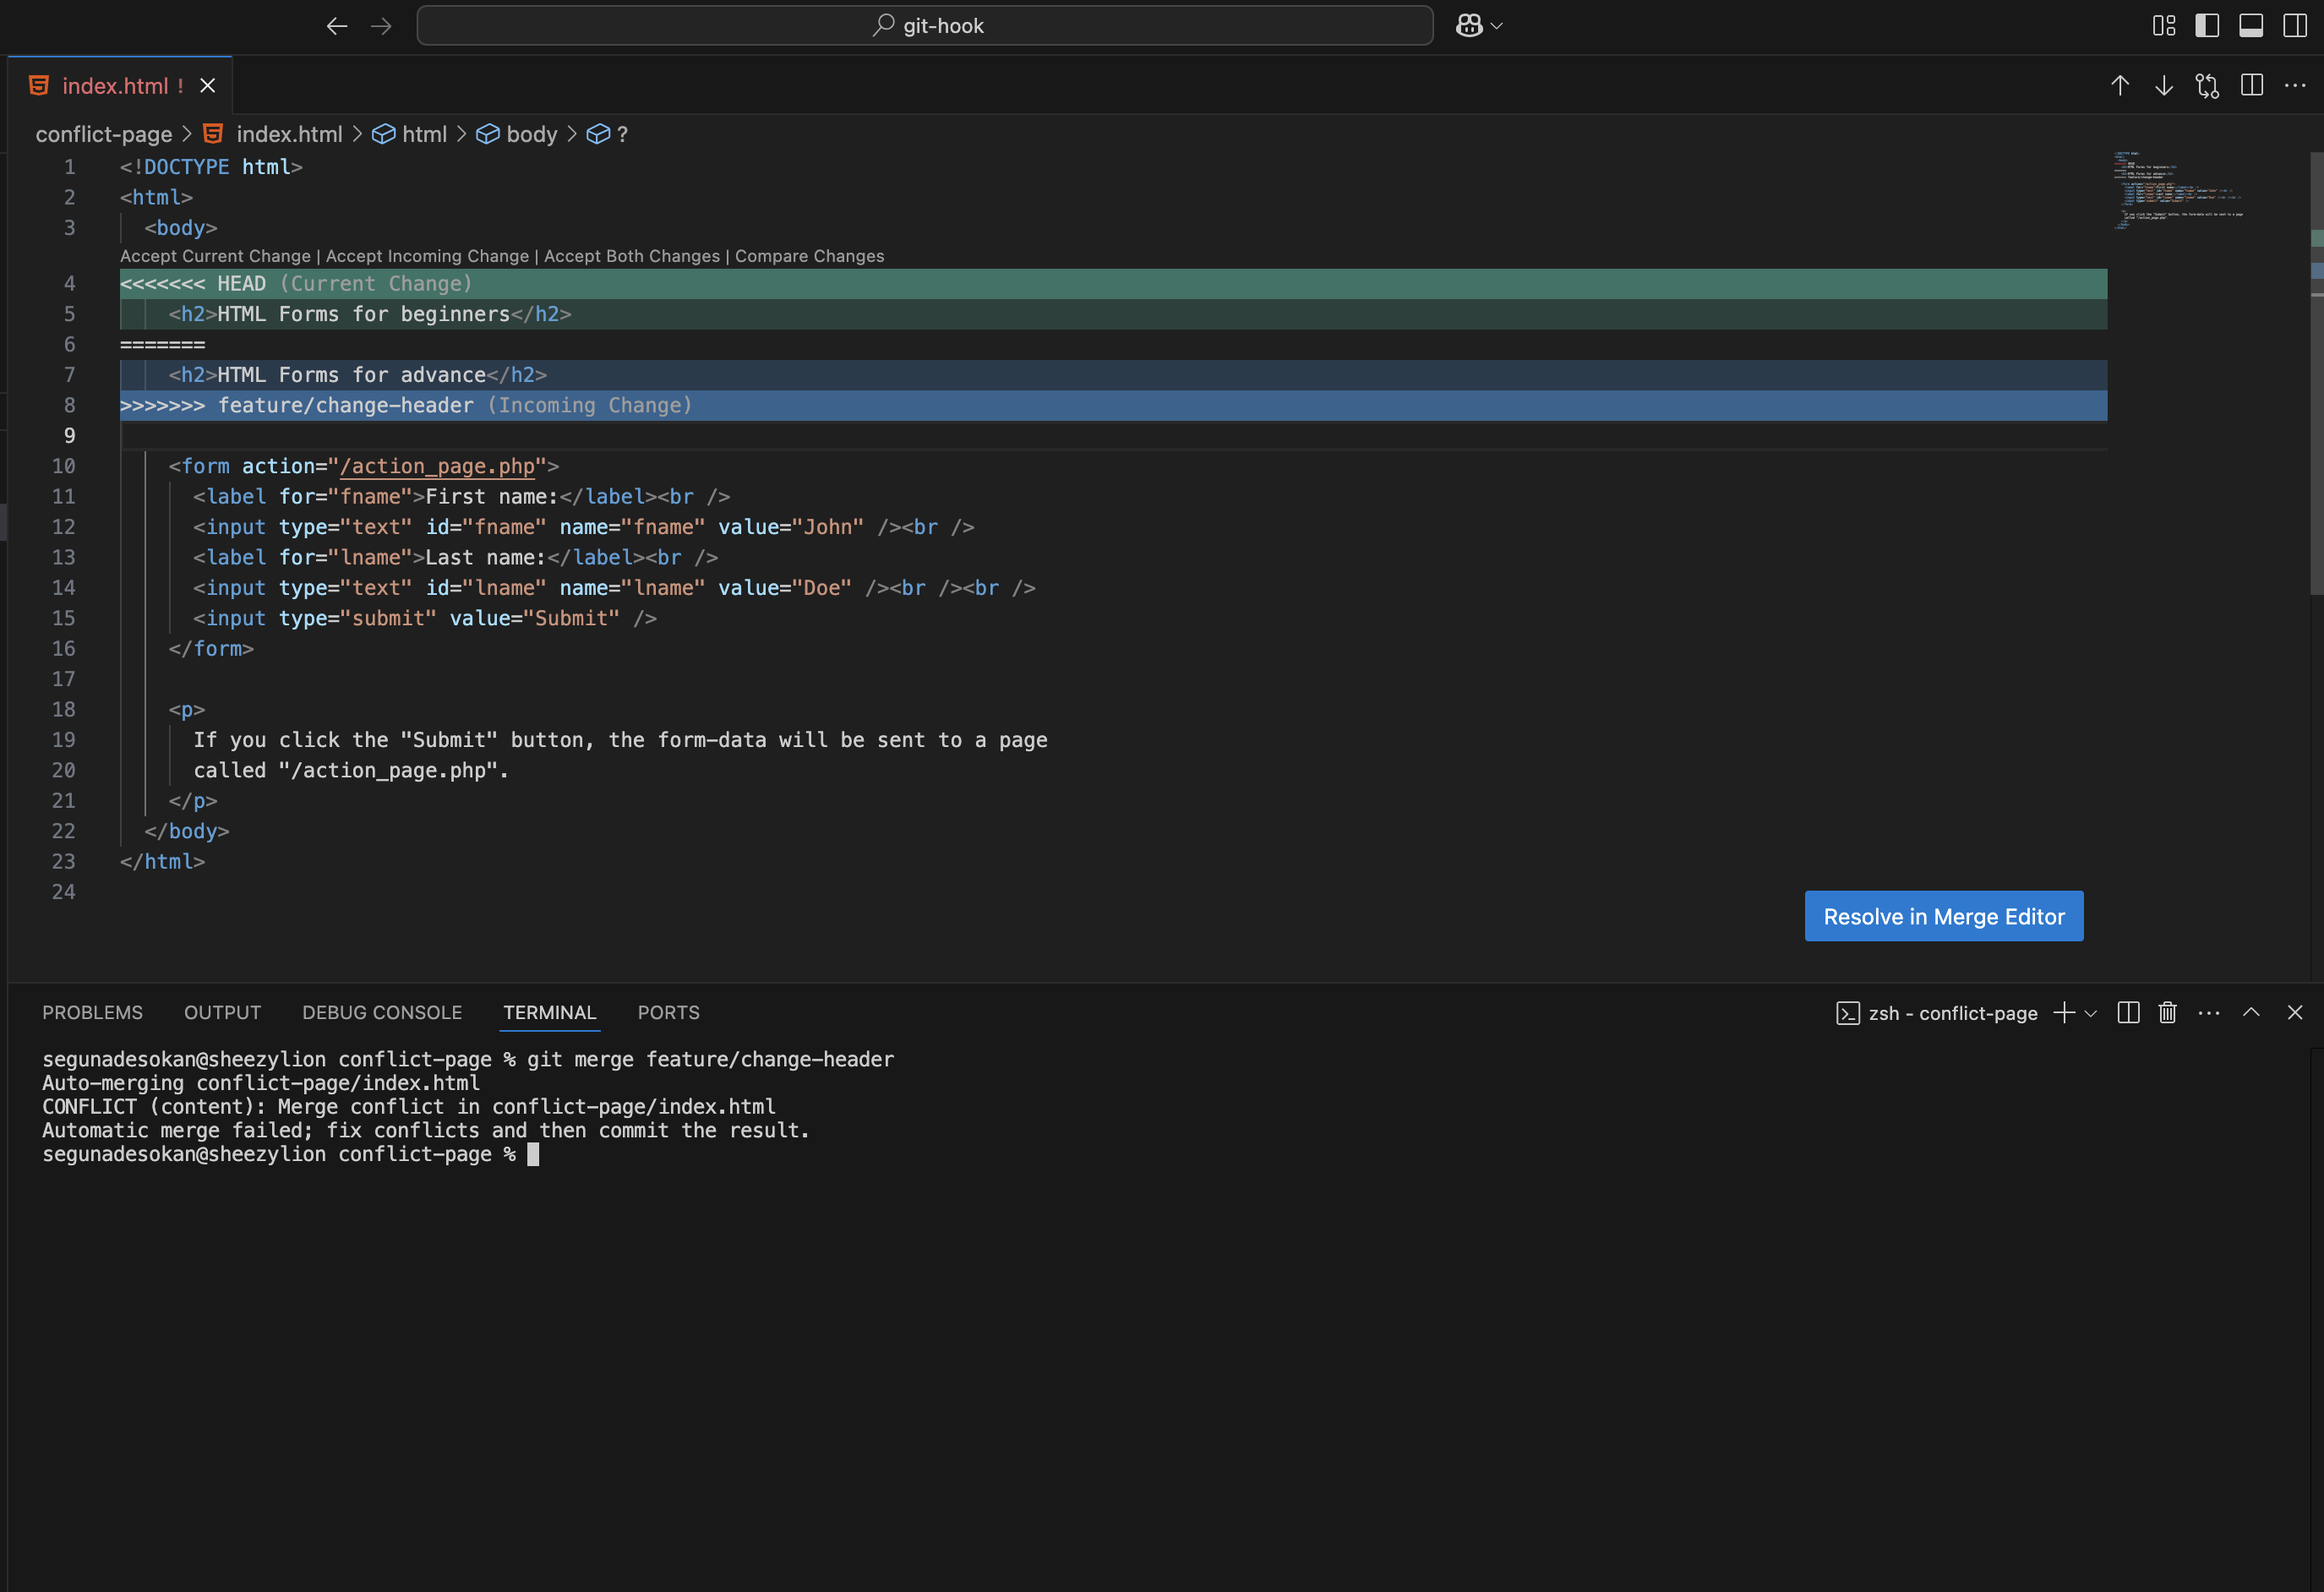 git-hook
index.html !
conflict-page > index.html > html > body > ?
1 <!DOCTYPE html>
2 <html>
3 <body>
Accept Current Change | Accept Incoming Change | Accept Both Changes | Compare Changes
4 <<<<<<< HEAD (Current Change)
5 <h2>HTML Forms for beginners</h2>
6 =======
7 <h2>HTML Forms for advance</h2>
8 >>>>>>> feature/change-header (Incoming Change)
9
10 <form action="/action_page.php">
11 <label for="fname">First name:</label><br />
12 <input type="text" id="fname" name="fname" value="John" /><br />
13 <label for="lname">Last name:</label><br />
14 <input type="text" id="lname" name="lname" value="Doe" /><br /><br />
15 <input type="submit" value="Submit" />
16 </form>
17
18 <p>
19 If you click the "Submit" button, the form-data will be sent to a page
20 called "/action_page.php".
21 </p>
22 </body>
23 </html>
24
Resolve in Merge Editor
PROBLEMS OUTPUT DEBUG CONSOLE TERMINAL PORTS zsh - conflict-page
segunadesokan@sheezylion conflict-page % git merge feature/change-header
Auto-merging conflict-page/index.html
CONFLICT (content): Merge conflict in conflict-page/index.html
Automatic merge failed; fix conflicts and then commit the result.
segunadesokan@sheezylion conflict-page %